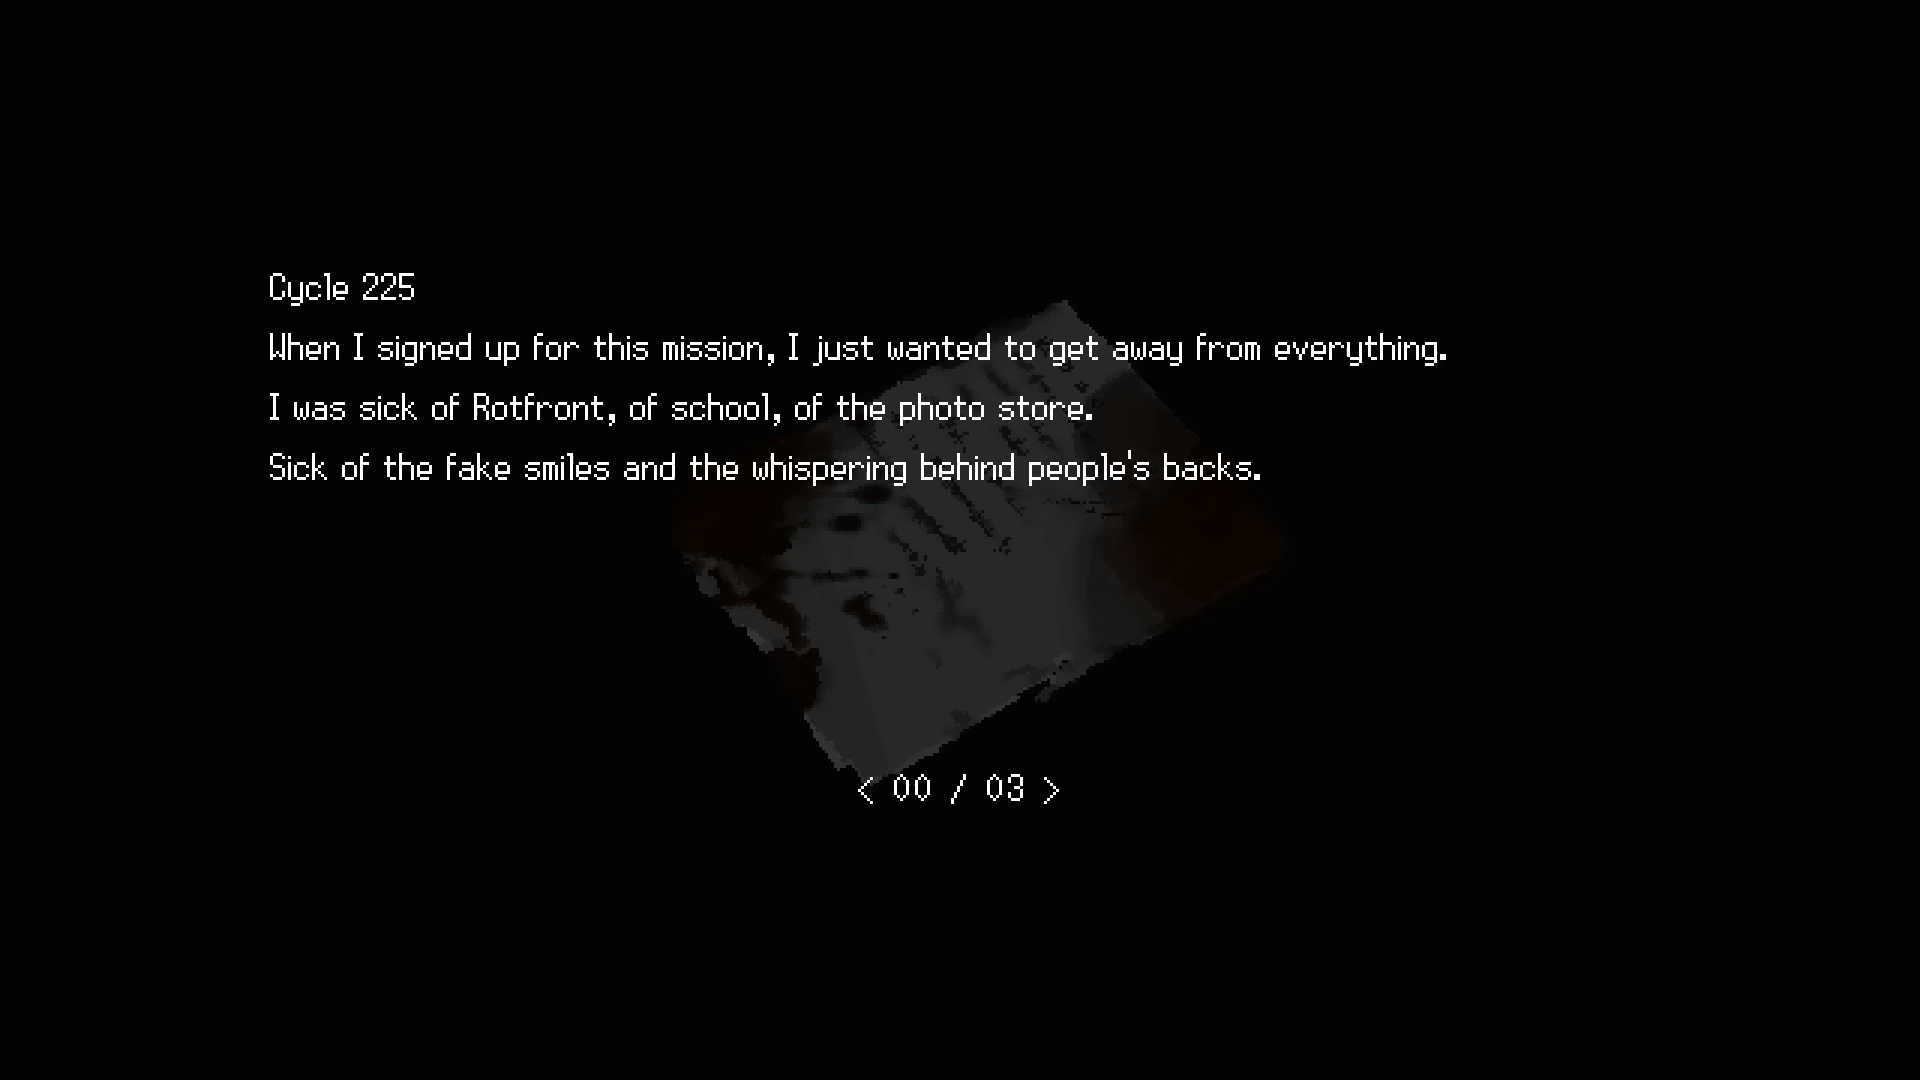 Cycle 225
When I signed up for this mission, I just wanted to get away from everything.
I was sick of Rotfront, of school, of the photo store.
Sick of the fake smiles and the whispering behind people's backs.
< 00 / 03 >